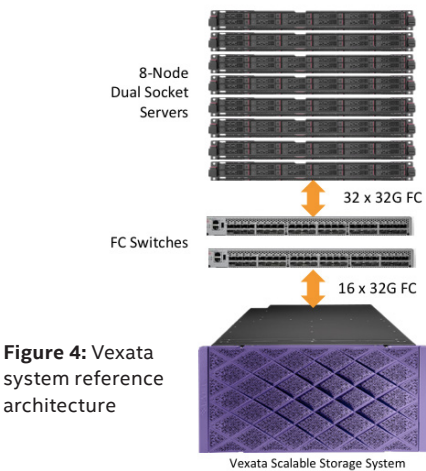 8-Node
Dual Socket
Servers
32 x 32G FC
FC Switches
16 x 32G FC
Figure 4: Vexata
system reference
architecture
Vexata Scalable Storage System